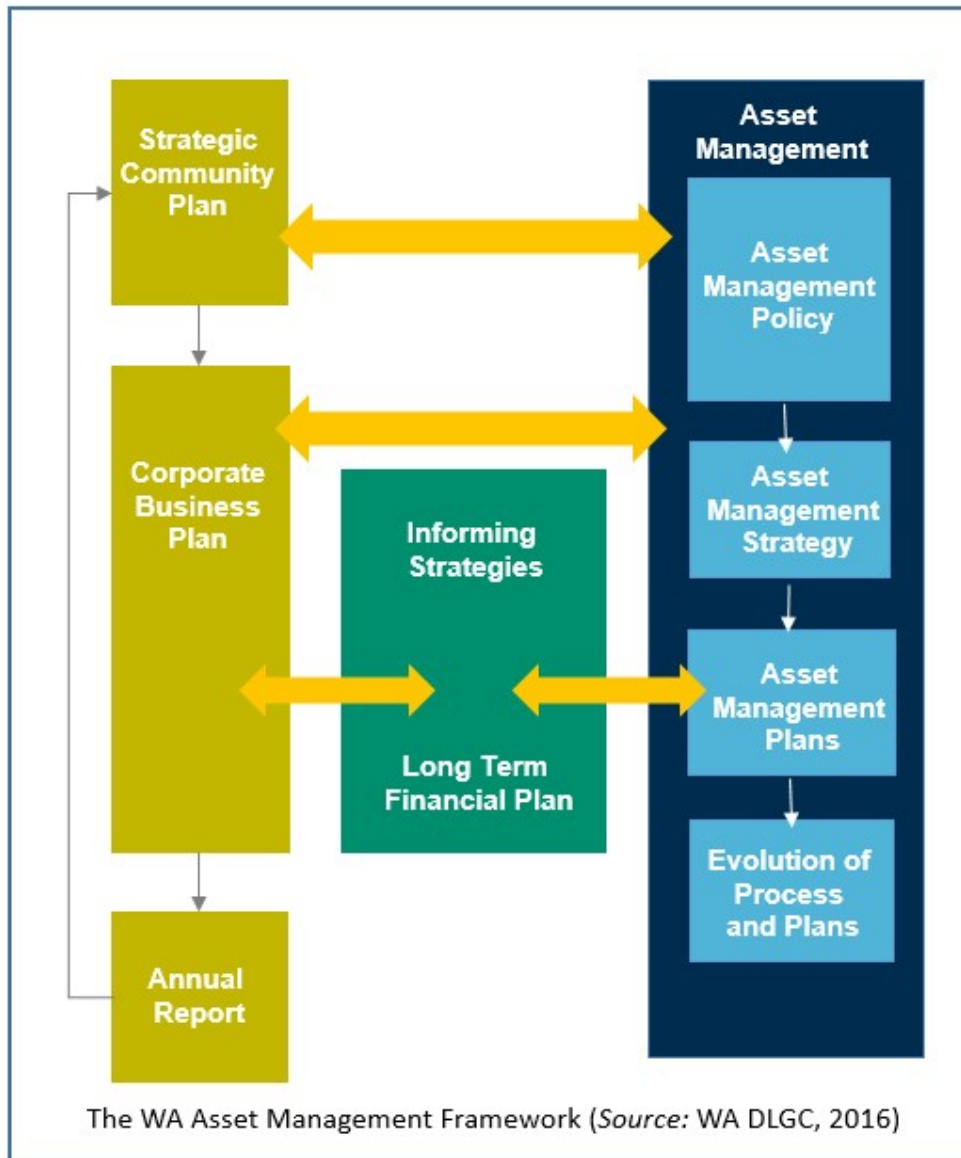 Strategic
Community
Plan
Corporate
Business
Plan
Annual
Report
Informing
Strategies
Long Term
Financial Plan
Asset
Management
Asset
Management
Policy
Asset
Management
Strategy
Asset
Management
Plans
Evolution of
Process
and Plans
The WA Asset Management Framework (Source: WA DLGC, 2016)